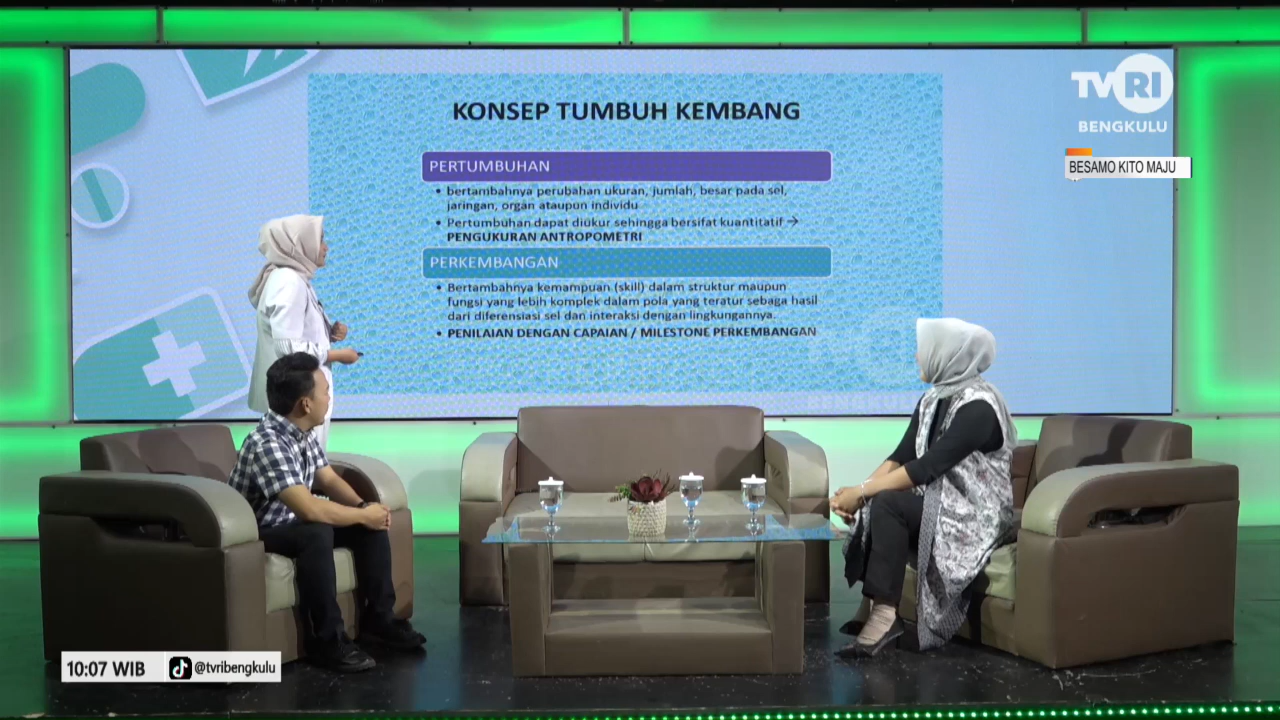 KONSEP TUMBUH KEMBANG
PERTUMBUHAN
• bertambahnya perubahan ukuran, jumlah, besar pada sel,
jaringan, organ ataupun individu
• Pertumbuhan dapat diukur sehingga bersifat kuantitatif →
PENGUKURAN ANTROPOMETRI
PERKEMBANGAN
• Bertambahnya kemampuan (skill) dalam struktur maupun
fungsi yang lebih komplek dalam pola yang teratur sebaga hasil
dari diferensiasi sel dan interaksi dengan lingkungannya.
• PENILAIAN DENGAN CAPAIAN / MILESTONE PERKEMBANGAN
TVRI
BENGKULU
BESAMO KITO MAJU
BENGKULU
10:07 WIB
@tvribengkulu